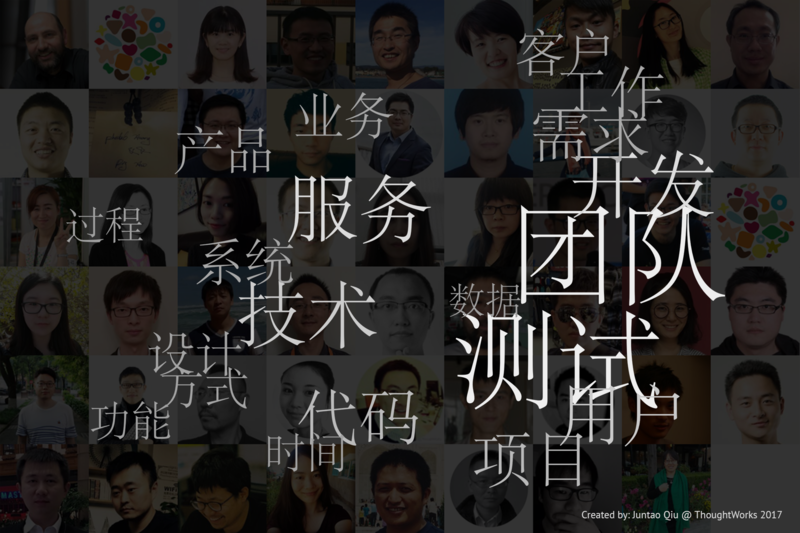 客户
工作
业务
需求
产品
开发
服务
过程
团队
系统
技术
数据
测试
设计
方式
用户
功能
代码
时间
项目
Created by: Juntao Qiu @ ThoughtWorks 2017